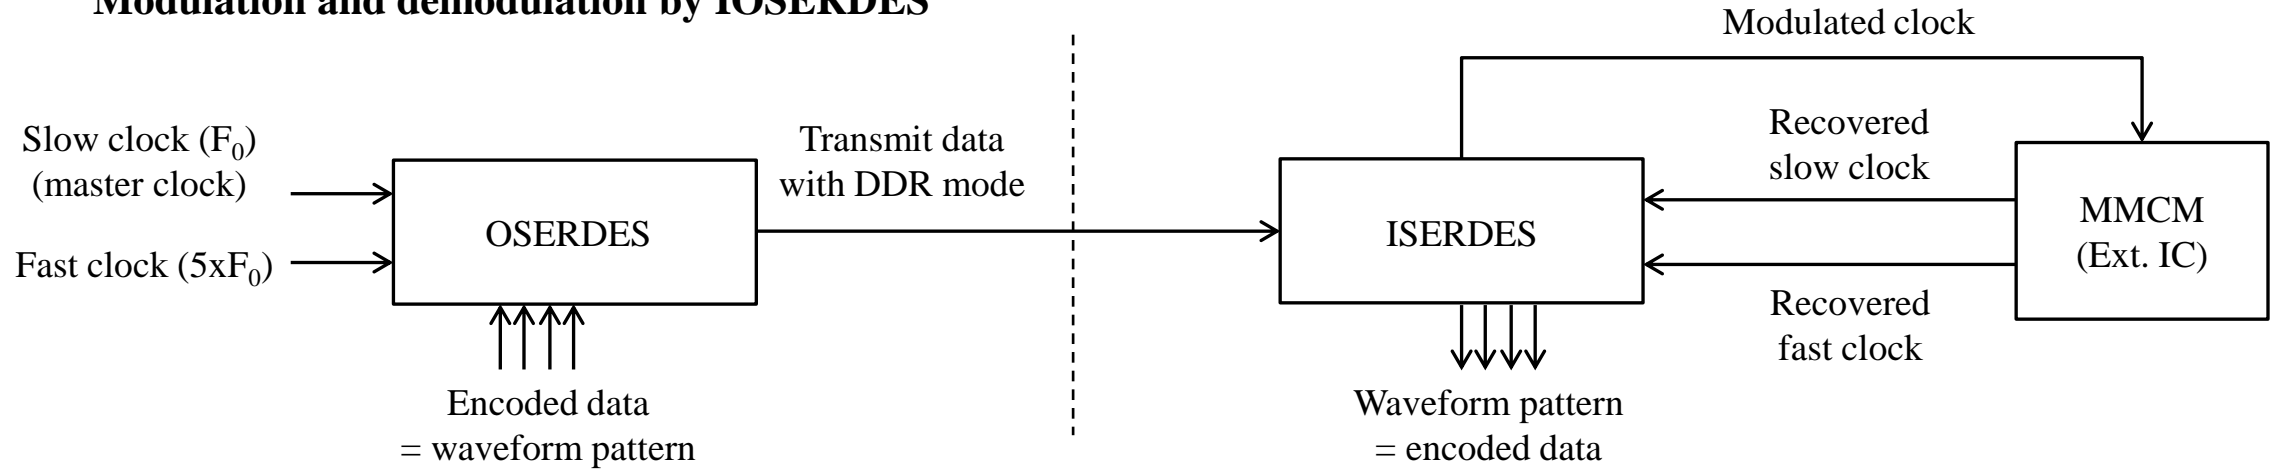 Modulation and demodulation by IOSERDES
Modulated clock
Slow clock (F₀)
(master clock)
Fast clock (5xF₀)
OSERDES
Encoded data
= waveform pattern
Transmit data
with DDR mode
ISERDES
Waveform pattern
= encoded data
Recovered
slow clock
Recovered
fast clock
MMCM
(Ext. IC)